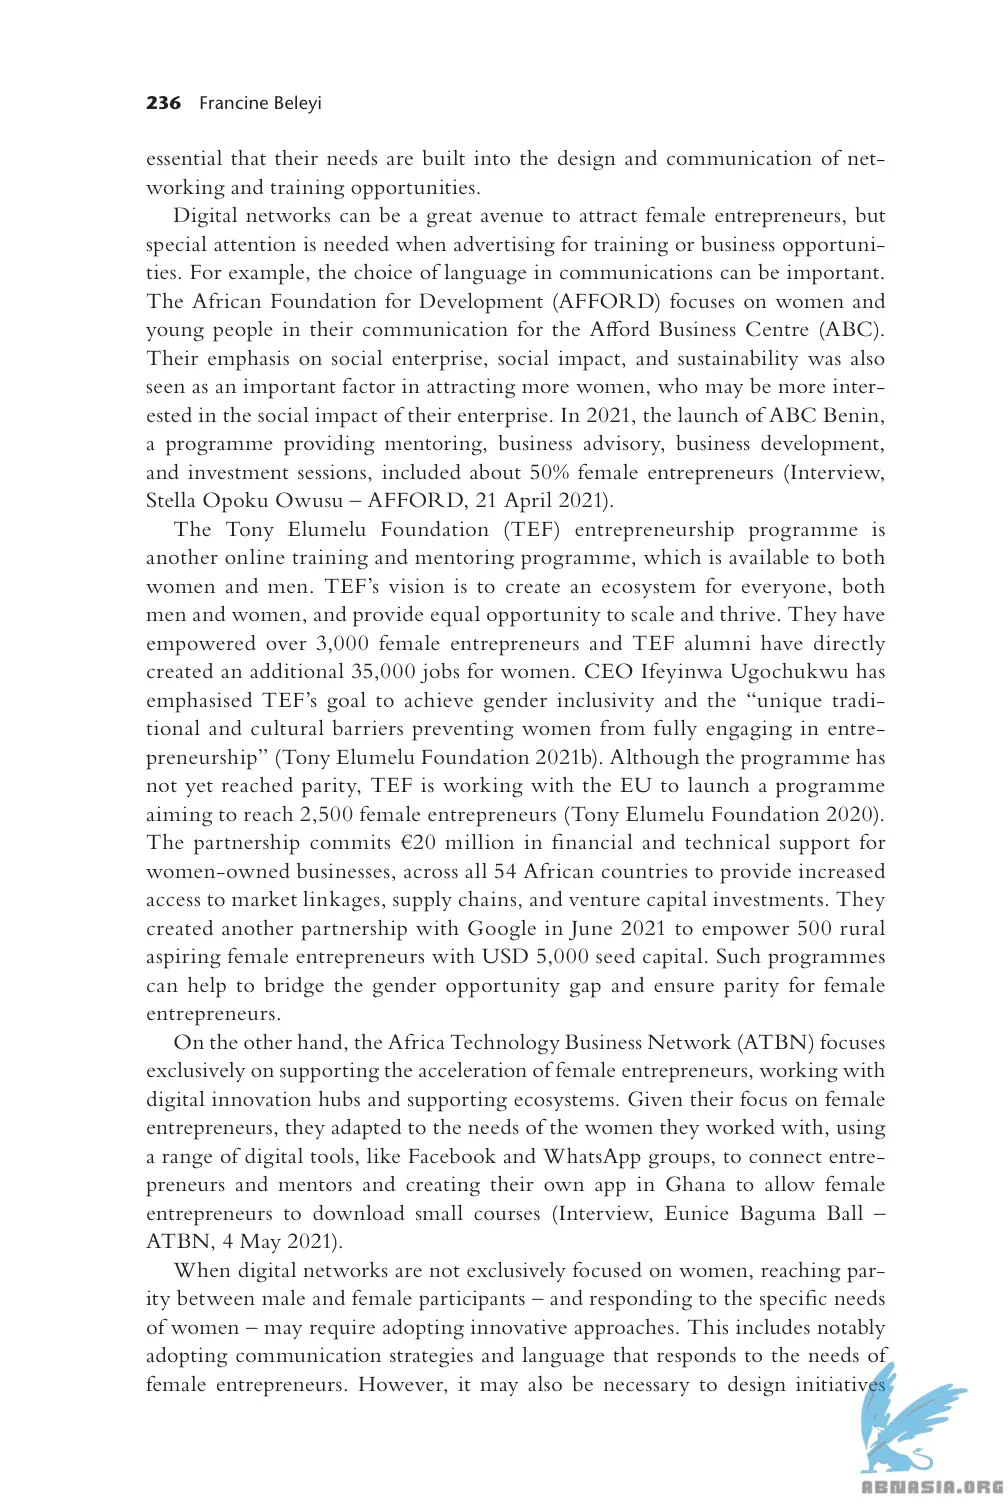 236 Francine Beleyi
essential that their needs are built into the design and communication of net-
working and training opportunities.
Digital networks can be a great avenue to attract female entrepreneurs, but
special attention is needed when advertising for training or business opportuni-
ties. For example, the choice of language in communications can be important.
The African Foundation for Development (AFFORD) focuses on women and
young people in their communication for the Afford Business Centre (ABC).
Their emphasis on social enterprise, social impact, and sustainability was also
seen as an important factor in attracting more women, who may be more inter-
ested in the social impact of their enterprise. In 2021, the launch of ABC Benin,
a programme providing mentoring, business advisory, business development,
and investment sessions, included about 50% female entrepreneurs (Interview,
Stella Opoku Owusu – AFFORD, 21 April 2021).
The Tony Elumelu Foundation (TEF) entrepreneurship programme is
another online training and mentoring programme, which is available to both
women and men. TEF’s vision is to create an ecosystem for everyone, both
men and women, and provide equal opportunity to scale and thrive. They have
empowered over 3,000 female entrepreneurs and TEF alumni have directly
created an additional 35,000 jobs for women. CEO Ifeyinwa Ugochukwu has
emphasised TEF’s goal to achieve gender inclusivity and the “unique tradi-
tional and cultural barriers preventing women from fully engaging in entre-
preneurship” (Tony Elumelu Foundation 2021b). Although the programme has
not yet reached parity, TEF is working with the EU to launch a programme
aiming to reach 2,500 female entrepreneurs (Tony Elumelu Foundation 2020).
The partnership commits €20 million in financial and technical support for
women-owned businesses, across all 54 African countries to provide increased
access to market linkages, supply chains, and venture capital investments. They
created another partnership with Google in June 2021 to empower 500 rural
aspiring female entrepreneurs with USD 5,000 seed capital. Such programmes
can help to bridge the gender opportunity gap and ensure parity for female
entrepreneurs.
On the other hand, the Africa Technology Business Network (ATBN) focuses
exclusively on supporting the acceleration of female entrepreneurs, working with
digital innovation hubs and supporting ecosystems. Given their focus on female
entrepreneurs, they adapted to the needs of the women they worked with, using
a range of digital tools, like Facebook and WhatsApp groups, to connect entre-
preneurs and mentors and creating their own app in Ghana to allow female
entrepreneurs to download small courses (Interview, Eunice Baguma Ball –
ATBN, 4 May 2021).
When digital networks are not exclusively focused on women, reaching par-
ity between male and female participants – and responding to the specific needs
of women – may require adopting innovative approaches. This includes notably
adopting communication strategies and language that responds to the needs of
female entrepreneurs. However, it may also be necessary to design initiatives
ABNASIA.ORG